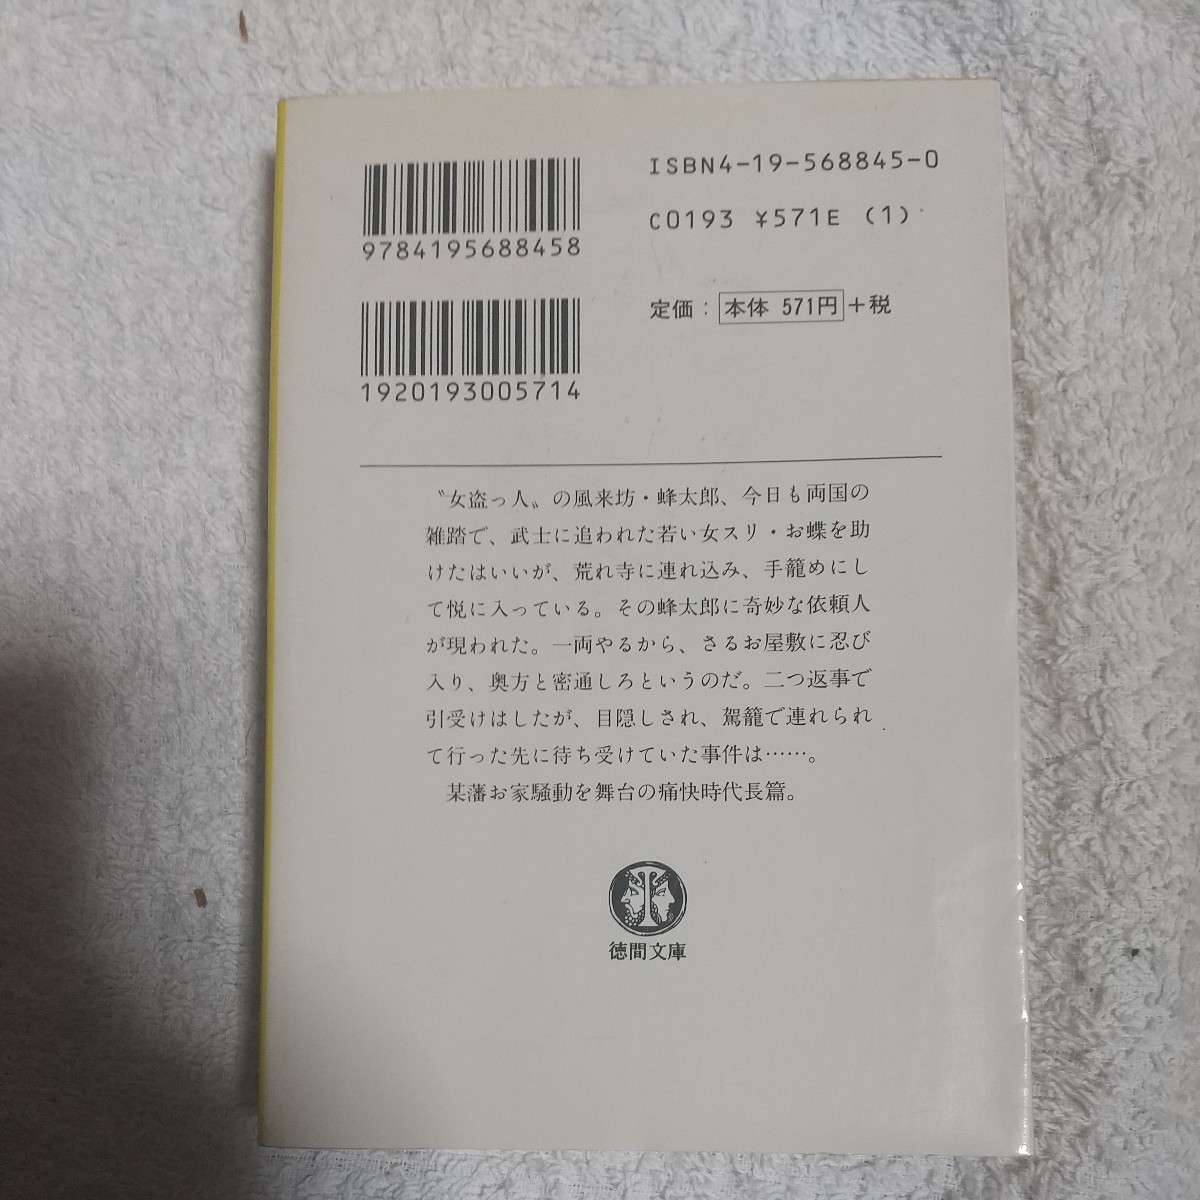 ISBN4-19-568845-0
C0193 ¥571E (1)
9784195688458
定価：本体 571円＋税
1920193005714
〝女盗っ人〟の風来坊・蜂太郎、今日も両国の
雑踏で、武士に追われた若い女スリ・お蝶を助
けたはいいが、荒れ寺に連れ込み、手籠めにし
て悦に入っている。その蜂太郎に奇妙な依頼人
が現われた。一両やるから、さるお屋敷に忍び
入り、奥方と密通しろというのだ。二つ返事で
引受けはしたが、目隠しされ、駕籠で連れられ
て行った先に待ち受けていた事件は……。
某藩お家騒動を舞台の痛快時代長篇。
徳間文庫